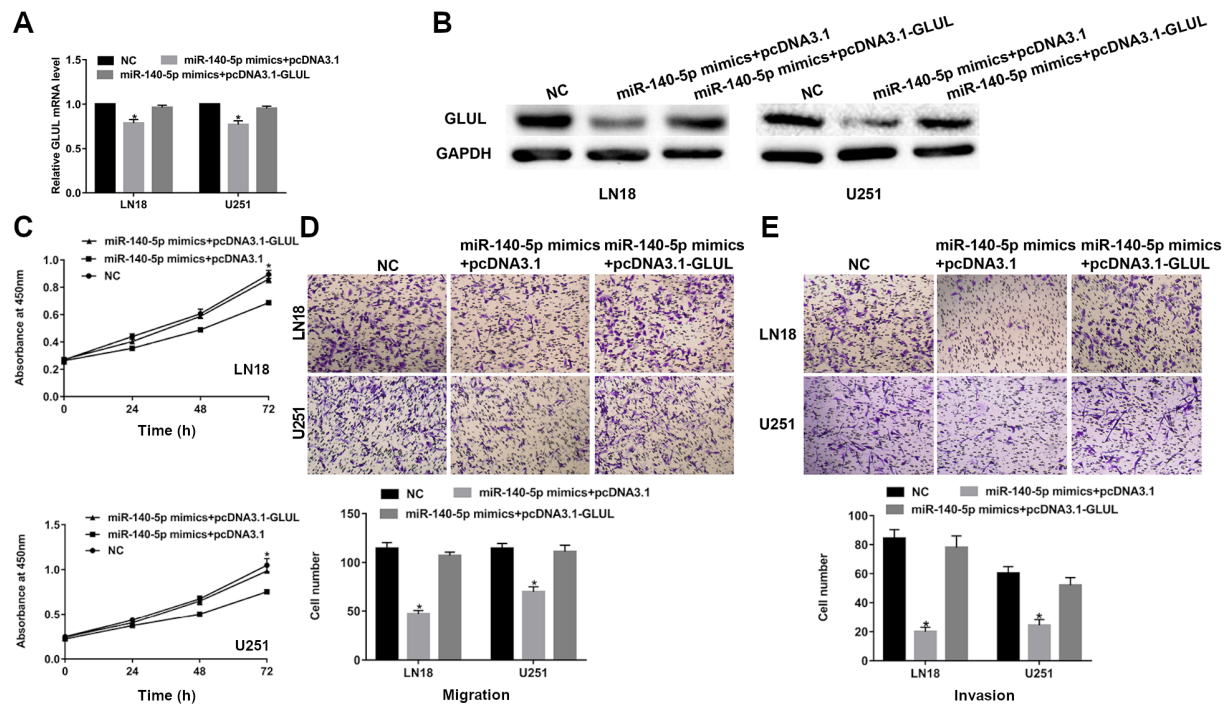 A
NC miR-140-5p mimics+pcDNA3.1
miR-140-5p mimics+pcDNA3.1-GLUL
Relative GLUL mRNA level
1.5
1.0
0.5
0.0
* *
LN18 U251
B
NC miR-140-5p mimics+pcDNA3.1 miR-140-5p mimics+pcDNA3.1-GLUL NC miR-140-5p mimics+pcDNA3.1 miR-140-5p mimics+pcDNA3.1-GLUL
GLUL
GAPDH
LN18 U251
C
miR-140-5p mimics+pcDNA3.1-GLUL
miR-140-5p mimics+pcDNA3.1
NC
Absorbance at 450nm
1.0
0.8
0.6
0.4
0.2
0.0
*
LN18
0 24 48 72
Time (h)
miR-140-5p mimics+pcDNA3.1-GLUL
miR-140-5p mimics+pcDNA3.1
NC
Absorbance at 450nm
1.5
1.0
0.5
0.0
*
U251
0 24 48 72
Time (h)
D
NC
miR-140-5p mimics
+pcDNA3.1
miR-140-5p mimics
+pcDNA3.1-GLUL
LN18
U251
NC miR-140-5p mimics+pcDNA3.1
miR-140-5p mimics+pcDNA3.1-GLUL
Cell number
150
100
50
0
* *
LN18 U251
Migration
E
NC
miR-140-5p mimics
+pcDNA3.1
miR-140-5p mimics
+pcDNA3.1-GLUL
LN18
U251
NC miR-140-5p mimics+pcDNA3.1
miR-140-5p mimics+pcDNA3.1-GLUL
Cell number
80
60
40
20
0
* *
LN18 U251
Invasion